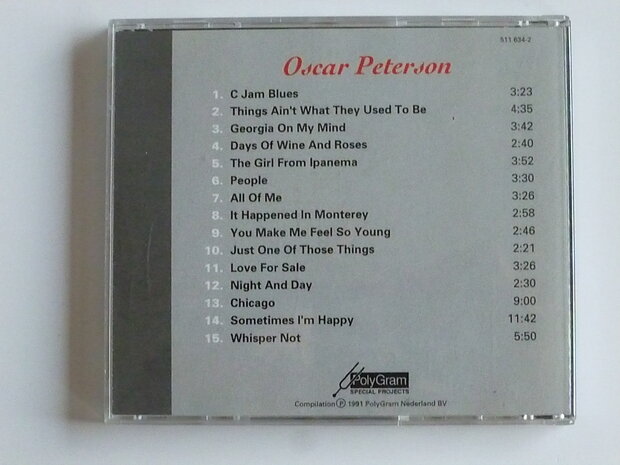 511 634-2
Oscar Peterson
1. C Jam Blues 3:23
2. Things Ain't What They Used To Be 4:35
3. Georgia On My Mind 3:42
4. Days Of Wine And Roses 2:40
5. The Girl From Ipanema 3:52
6. People 3:30
7. All Of Me 3:26
8. It Happened In Monterey 2:58
9. You Make Me Feel So Young 2:46
10. Just One Of Those Things 2:21
11. Love For Sale 3:26
12. Night And Day 2:30
13. Chicago 9:00
14. Sometimes I'm Happy 11:42
15. Whisper Not 5:50
PolyGram
SPECIAL PROJECTS
Compilation ℗ 1991 PolyGram Nederland BV